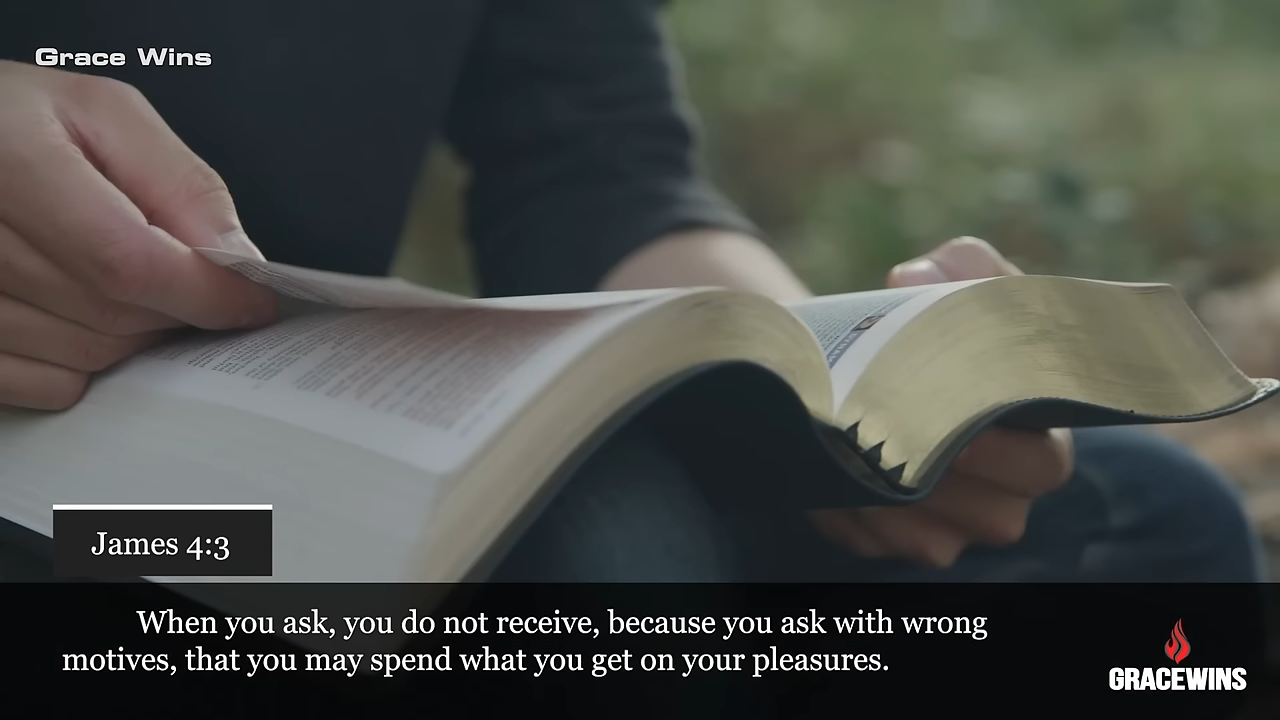 Grace Wins
James 4:3
When you ask, you do not receive, because you ask with wrong
motives, that you may spend what you get on your pleasures.
GRACEWINS